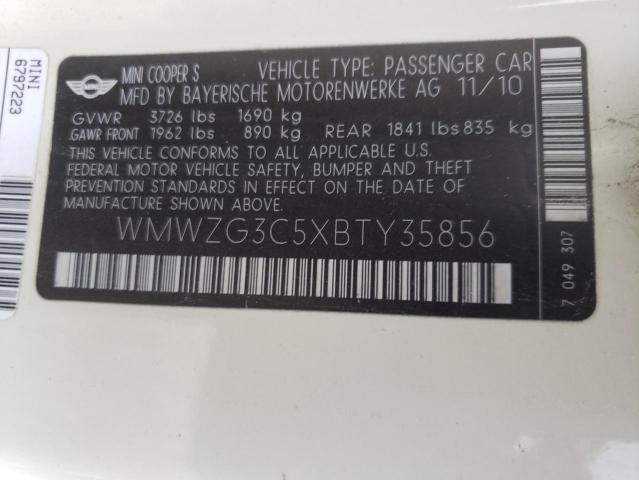 MINI
6797223
MINI COOPER S VEHICLE TYPE: PASSENGER CAR
MFD BY BAYERISCHE MOTORENWERKE AG 11/10
GVWR 3726 lbs 1690 kg
GAWR FRONT 1962 lbs 890 kg REAR 1841 lbs 835 kg
THIS VEHICLE CONFORMS TO ALL APPLICABLE U.S.
FEDERAL MOTOR VEHICLE SAFETY, BUMPER AND THEFT
PREVENTION STANDARDS IN EFFECT ON THE DATE OF
MANUFACTURE SHOWN ABOVE.
WMWZG3C5XBTY35856
7 049 307